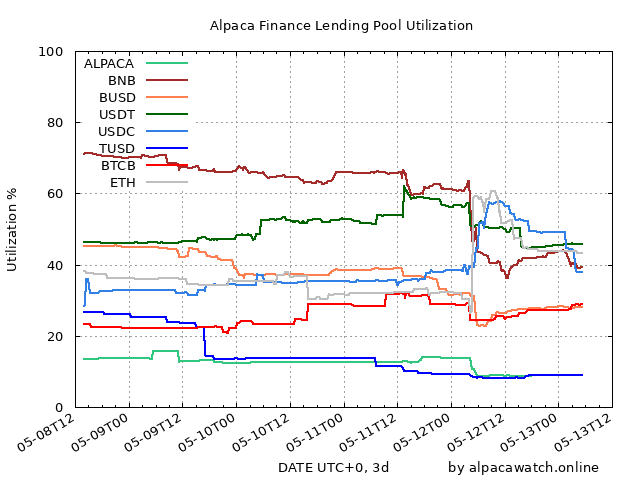 Alpaca Finance Lending Pool Utilization
100
80
60
40
20
0
Utilization %
ALPACA
BNB
BUSD
USDT
USDC
TUSD
BTCB
ETH
05-08T12
05-09T00
05-09T12
05-10T00
05-10T12
05-11T00
05-11T12
05-12T00
05-12T12
05-13T00
05-13T12
DATE UTC+0, 3d
by alpacawatch.online